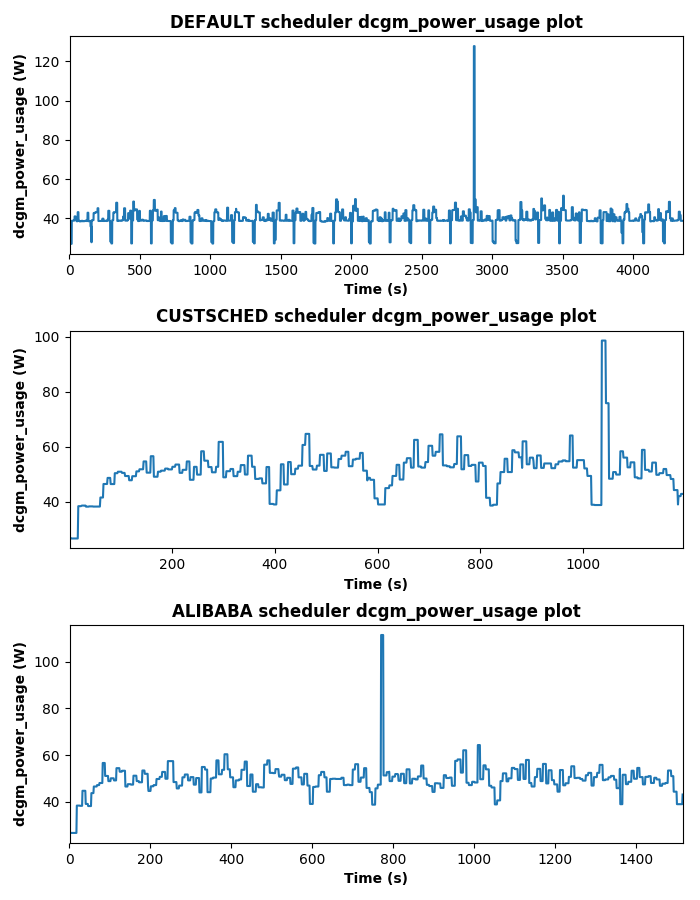 DEFAULT scheduler dcgm_power_usage plot
dcgm_power_usage (W)
120
100
80
60
40
0 500 1000 1500 2000 2500 3000 3500 4000
Time (s)
CUSTSCHED scheduler dcgm_power_usage plot
dcgm_power_usage (W)
100
80
60
40
200 400 600 800 1000
Time (s)
ALIBABA scheduler dcgm_power_usage plot
dcgm_power_usage (W)
100
80
60
40
0 200 400 600 800 1000 1200 1400
Time (s)